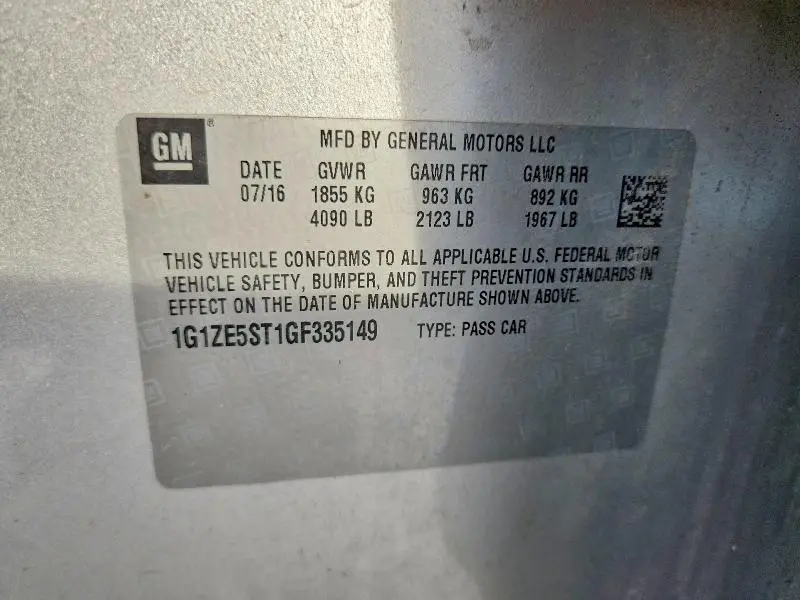 GM®
MFD BY GENERAL MOTORS LLC
DATE GVWR GAWR FRT GAWR RR
07/16 1855 KG 963 KG 892 KG
4090 LB 2123 LB 1967 LB
THIS VEHICLE CONFORMS TO ALL APPLICABLE U.S. FEDERAL MOTOR
VEHICLE SAFETY, BUMPER, AND THEFT PREVENTION STANDARDS IN
EFFECT ON THE DATE OF MANUFACTURE SHOWN ABOVE.
1G1ZE5ST1GF335149 TYPE: PASS CAR